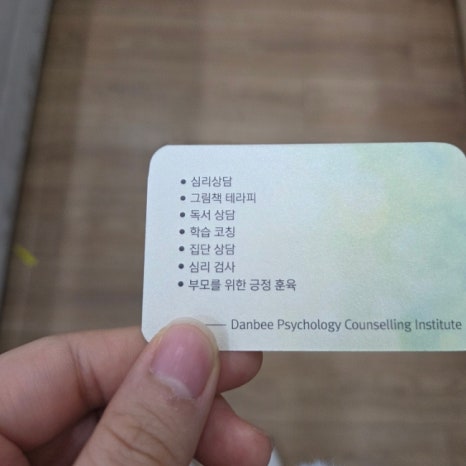 • 심리상담
• 그림책 테라피
• 독서 상담
• 학습 코칭
• 집단 상담
• 심리 검사
• 부모를 위한 긍정 훈육
Danbee Psychology Counselling Institute